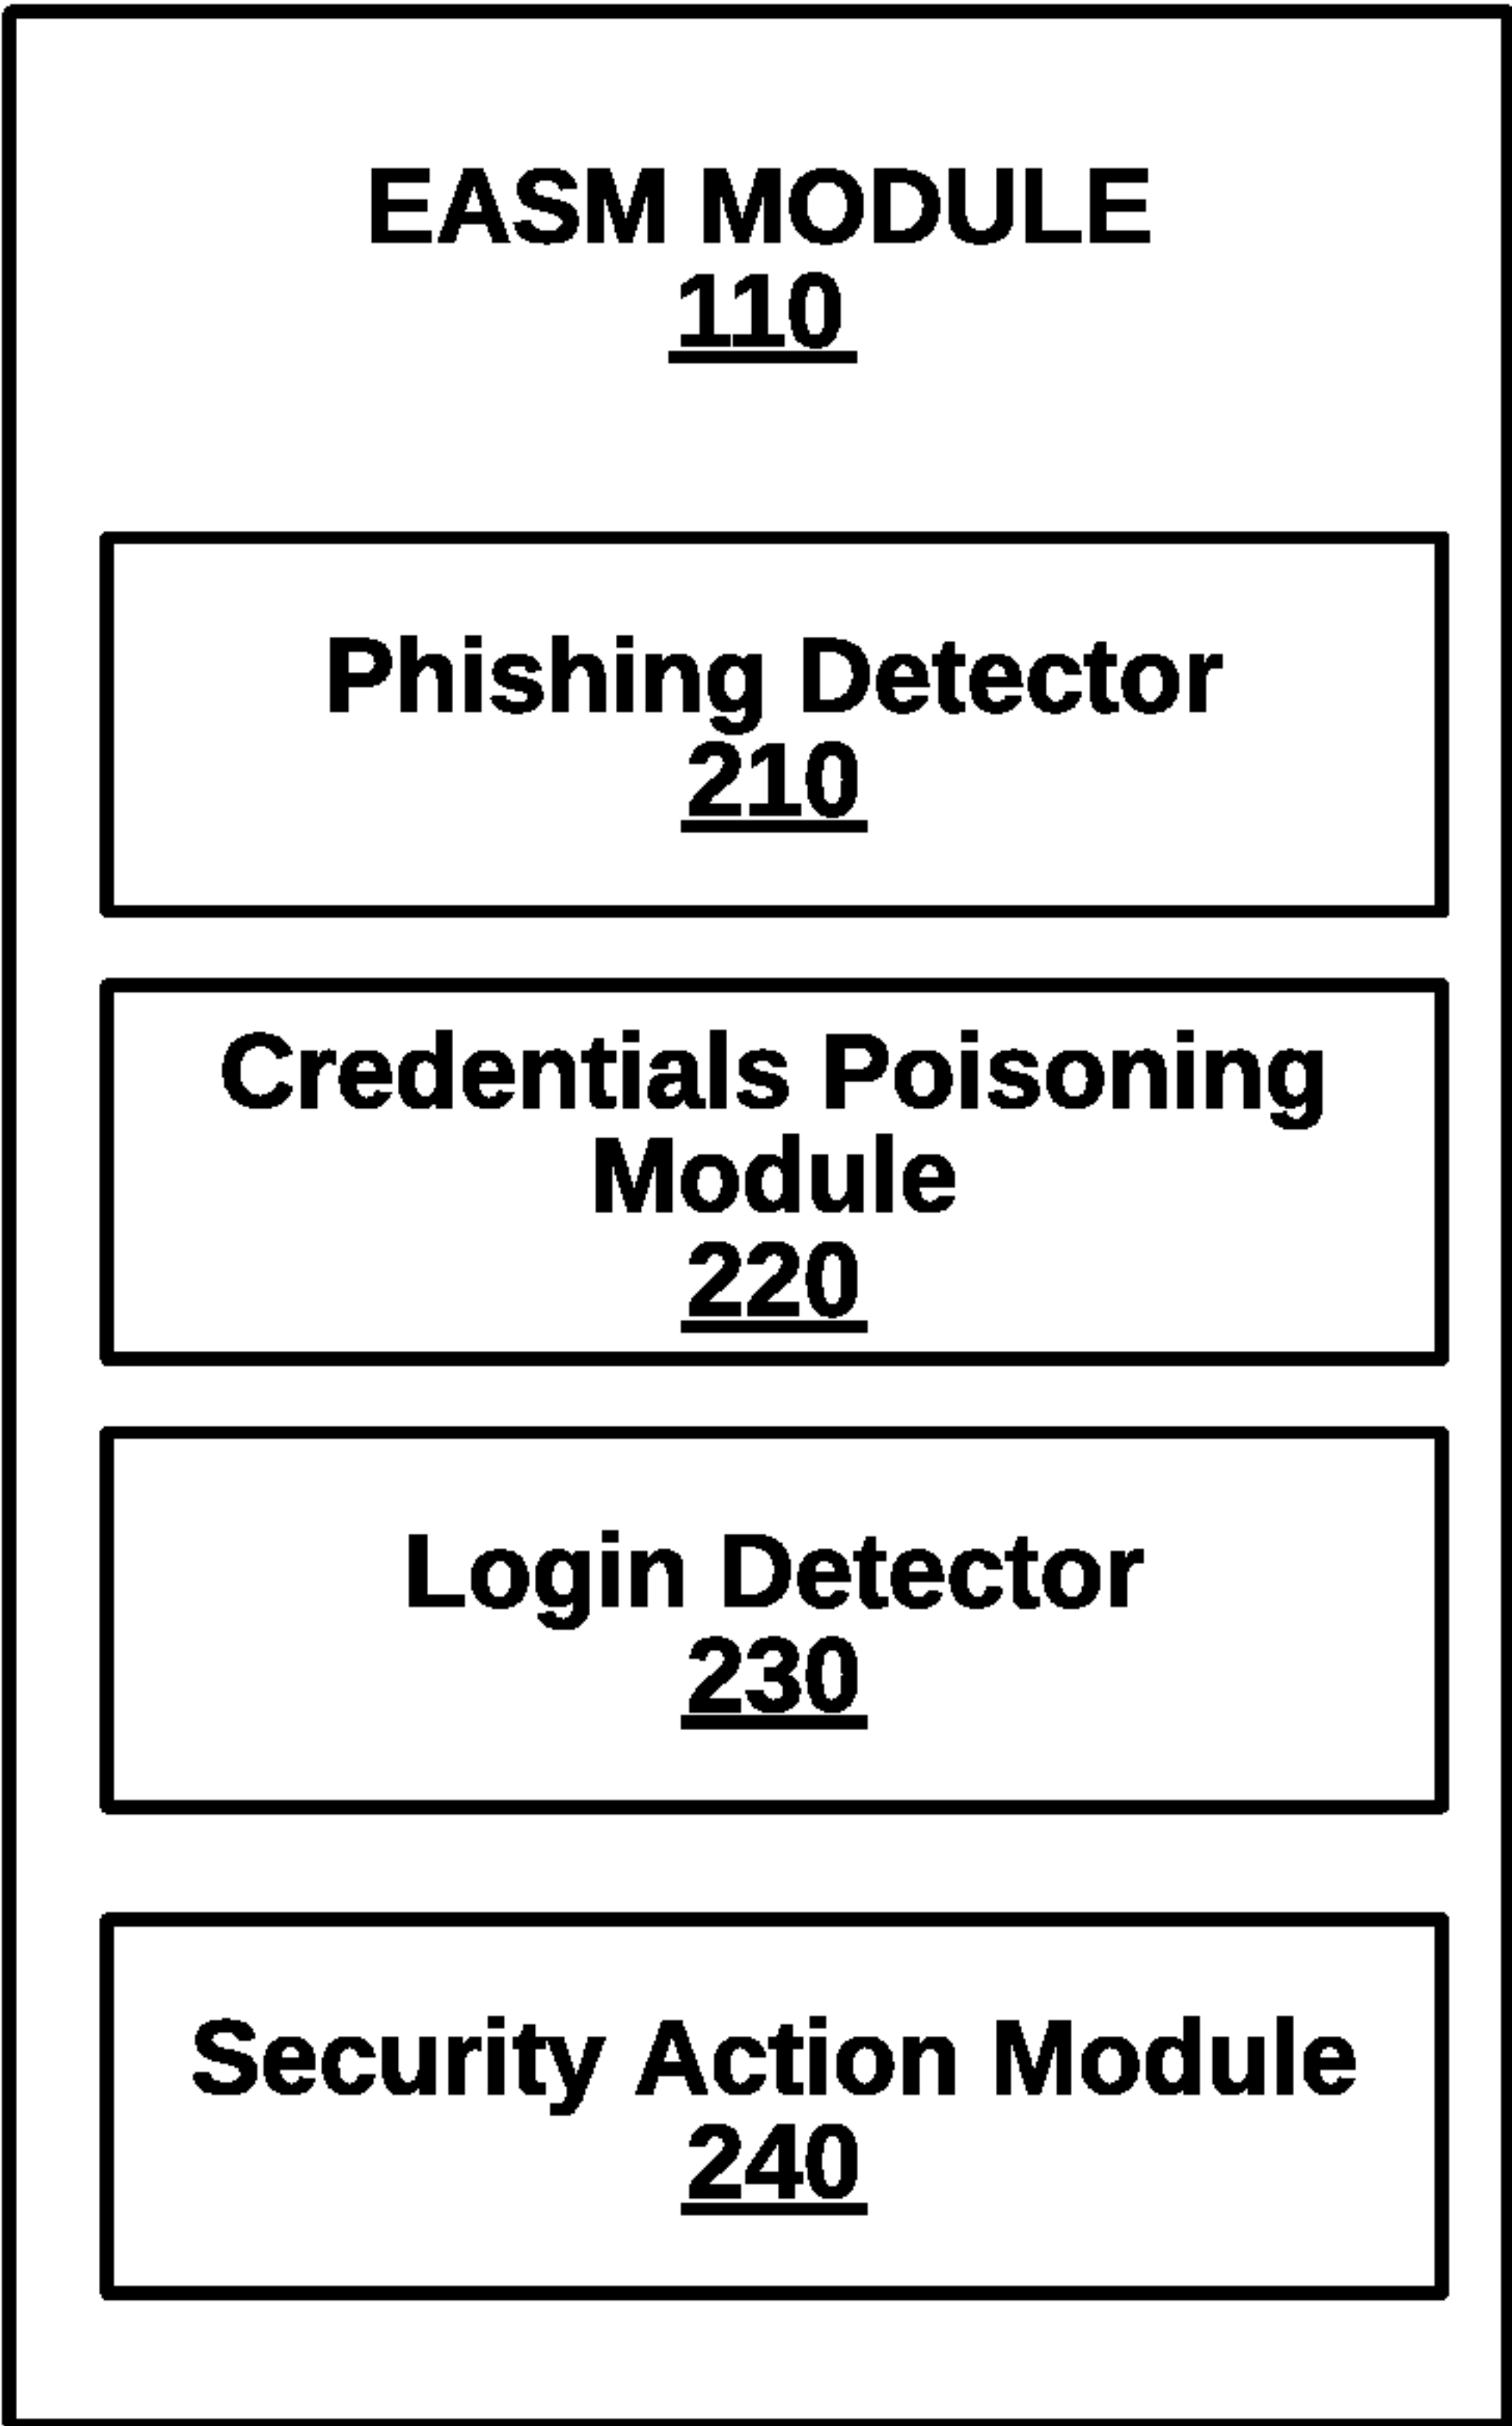 EASM MODULE
110
Phishing Detector
210
Credentials Poisoning
Module
220
Login Detector
230
Security Action Module
240